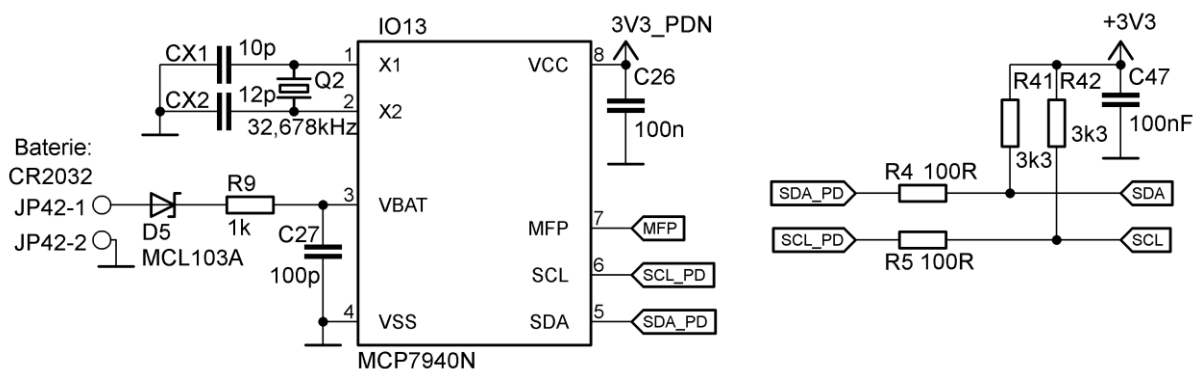 IO13
3V3_PDN
+3V3
CX1 10p
1 X1
VCC 8
Q2
C26
R41 R42 C47
CX2 12p
2 X2
32,678kHz
100n
100nF
3k3
3k3
Baterie:
CR2032
JP42-1
R9
3 VBAT
D5
1k
MCL103A
JP42-2
C27
100p
MFP 7 MFP
SCL 6 SCL_PD
4 VSS
SDA 5 SDA_PD
MCP7940N
R4 100R
SDA_PD
SDA
SCL_PD
SCL
R5 100R